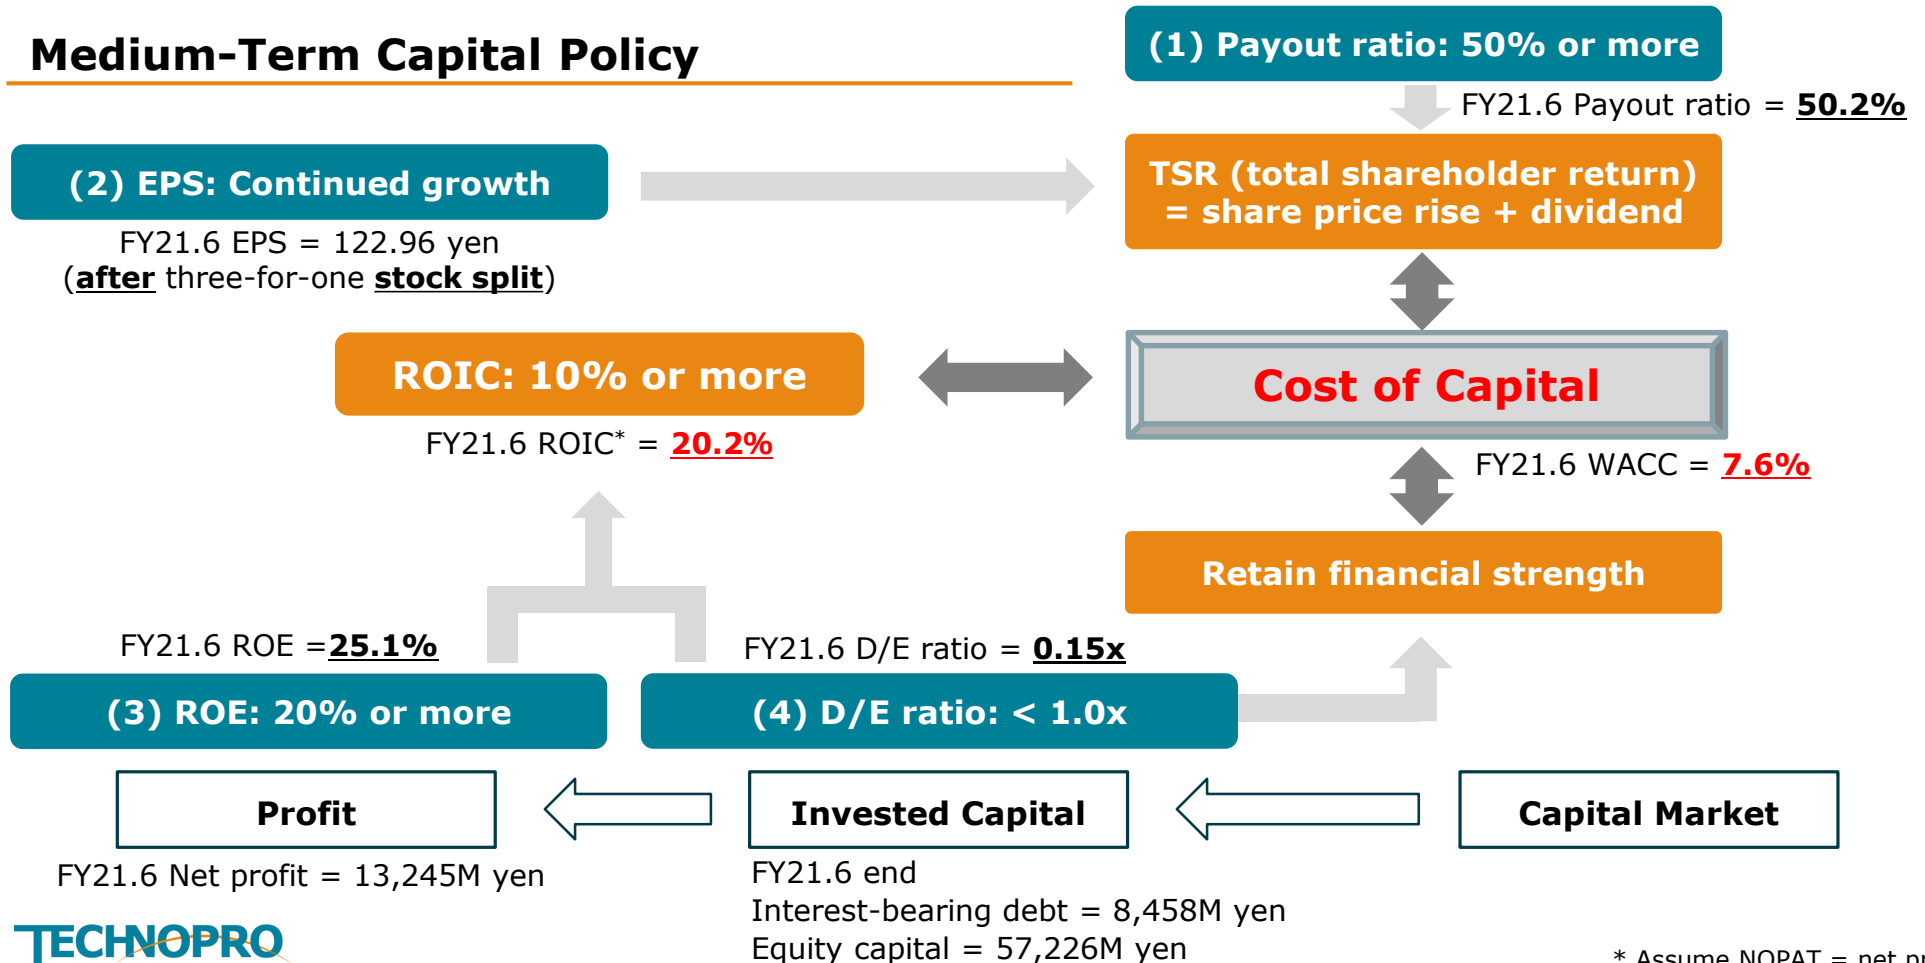 Medium-Term Capital Policy
(1) Payout ratio: 50% or more
FY21.6 Payout ratio = 50.2%
(2) EPS: Continued growth
FY21.6 EPS = 122.96 yen
(after three-for-one stock split)
TSR (total shareholder return)
= share price rise + dividend
ROIC: 10% or more
FY21.6 ROIC* = 20.2%
Cost of Capital
FY21.6 WACC = 7.6%
Retain financial strength
FY21.6 ROE =25.1%
(3) ROE: 20% or more
FY21.6 D/E ratio = 0.15x
(4) D/E ratio: < 1.0x
Profit
Invested Capital
Capital Market
FY21.6 Net profit = 13,245M yen
FY21.6 end
Interest-bearing debt = 8,458M yen
Equity capital = 57,226M yen
TECHNOPRO
* Assume NOPAT = net